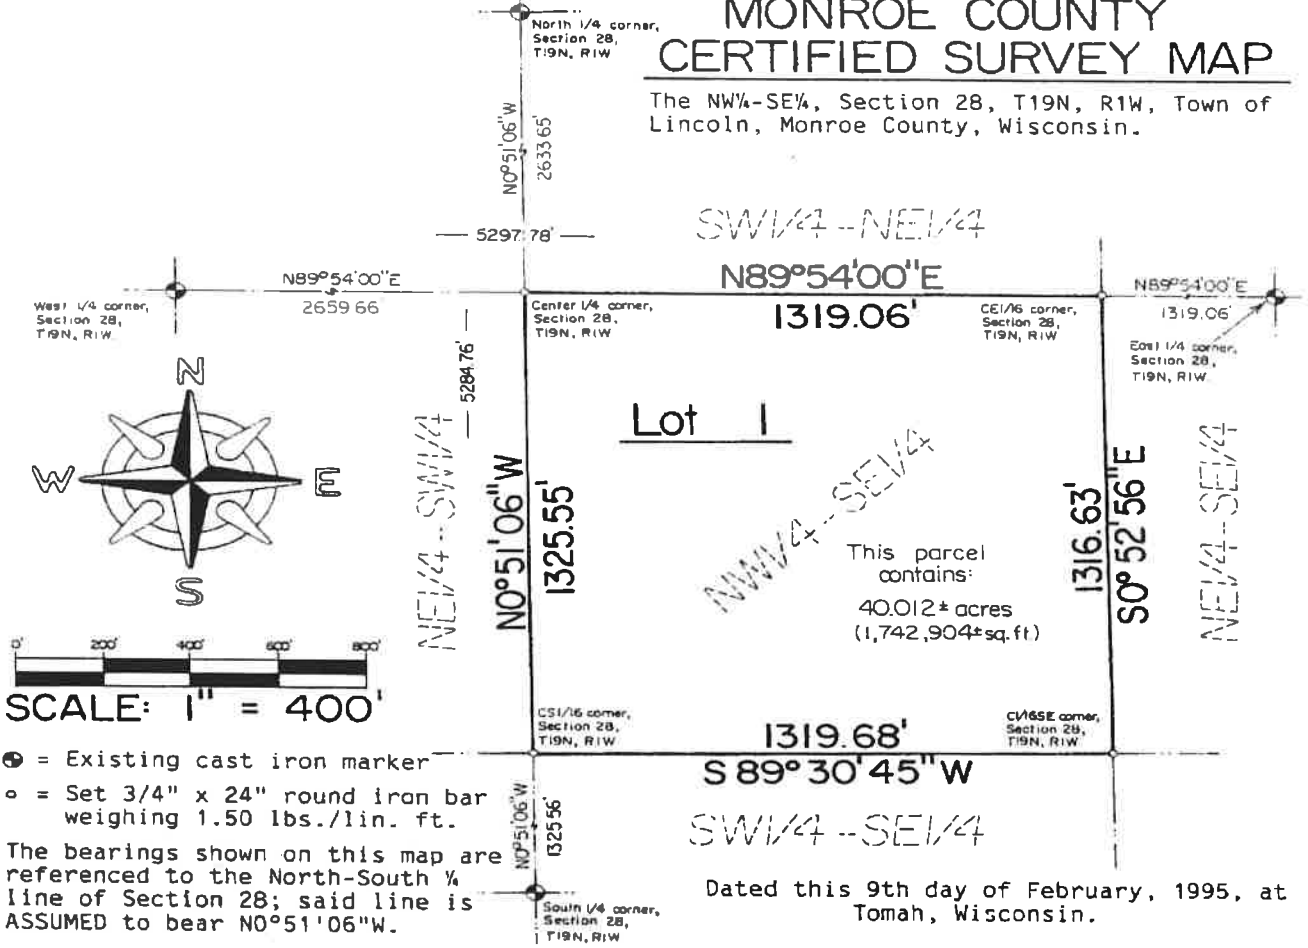 MONROE COUNTY
CERTIFIED SURVEY MAP
The NW¼-SE¼, Section 28, T19N, R1W, Town of
Lincoln, Monroe County, Wisconsin.
North 1/4 corner,
Section 28,
T19N, R1W
N0°51'06"W
2633.65'
SW1/4--NE1/4
5297.78'
N89°54'00"E
2659.66
West 1/4 corner,
Section 28,
T19N, R1W
Center 1/4 corner,
Section 28,
T19N, R1W
N89°54'00"E
1319.06'
CE1/16 corner,
Section 28,
T19N, R1W
N89°54'00"E
1319.06'
East 1/4 corner,
Section 28,
T19N, R1W
5284.76'
N
W
E
S
NE1/4--SW1/4
Lot 1
N0°51'06"W
1325.55'
NW1/4--SE1/4
This parcel
contains:
40.012± acres
(1,742,904±sq.ft)
1316.63'
S0°52'56"E
NE1/4--SE1/4
0' 200' 400' 600' 800'
SCALE: 1" = 400'
CS1/16 corner,
Section 28,
T19N, R1W
1319.68'
S89°30'45"W
C1/16SE corner,
Section 28,
T19N, R1W
= Existing cast iron marker
= Set 3/4" x 24" round iron bar
weighing 1.50 lbs./lin. ft.
N0°51'06"W
1325.56'
SW1/4--SE1/4
The bearings shown on this map are
referenced to the North-South ¼
line of Section 28; said line is
ASSUMED to bear N0°51'06"W.
South 1/4 corner,
Section 28,
T19N, R1W
Dated this 9th day of February, 1995, at
Tomah, Wisconsin.